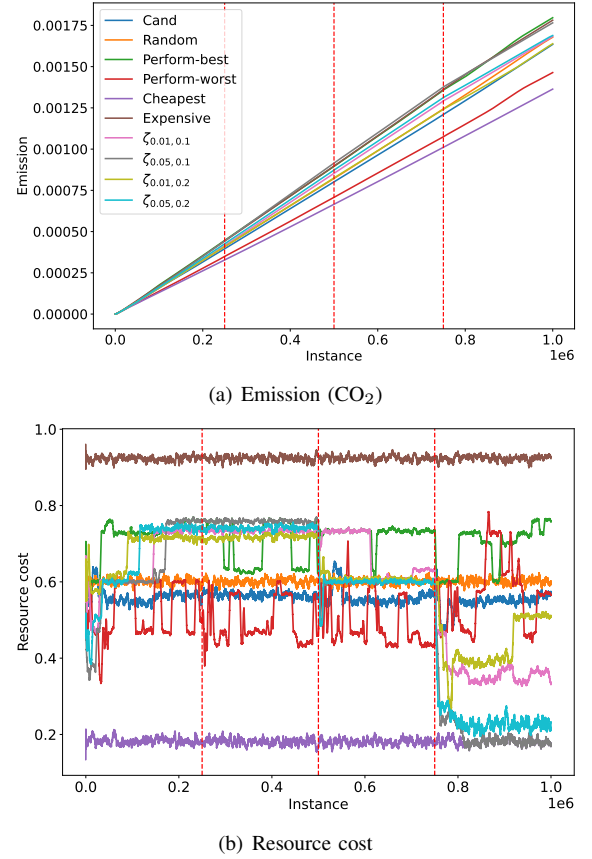 0.00175
0.00150
0.00125
0.00100
0.00075
0.00050
0.00025
0.00000
Emission
Cand
Random
Perform-best
Perform-worst
Cheapest
Expensive
ζ0.01, 0.1
ζ0.05, 0.1
ζ0.01, 0.2
ζ0.05, 0.2
0.0 0.2 0.4 0.6 0.8 1.0
Instance 1e6
(a) Emission (CO₂)
1.0
0.8
0.6
0.4
0.2
Resource cost
0.0 0.2 0.4 0.6 0.8 1.0
Instance 1e6
(b) Resource cost